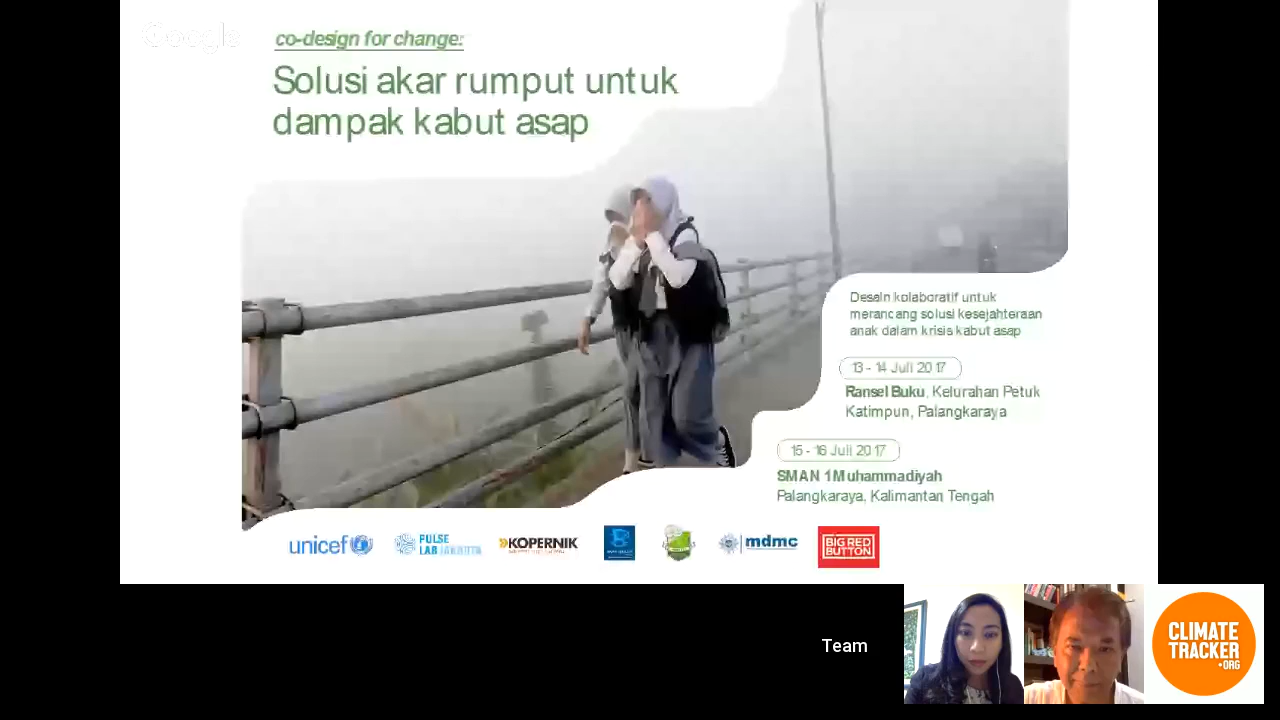 Google
co-design for change:
Solusi akar rumput untuk
dampak kabut asap
Desain kolaboratif untuk
merancang solusi kesejahteraan
anak dalam krisis kabut asap
13 - 14 Juli 2017
Ransel Buku, Kelurahan Petuk
Katimpun, Palangkaraya
15 - 16 Juli 2017
SMAN 1 Muhammadiyah
Palangkaraya, Kalimantan Tengah
unicef
PULSE
LAB JAKARTA
KOPERNIK
mdmc
BIG RED
BUTTON
Team
CLIMATE
TRACKER
.ORG